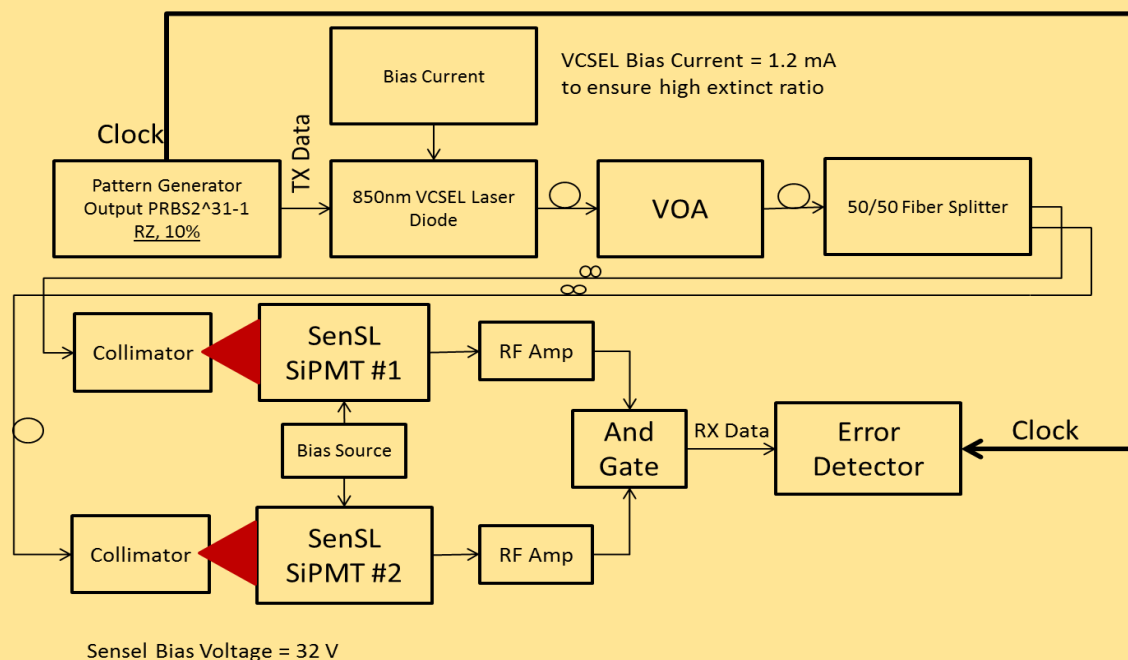 Bias Current
VCSEL Bias Current = 1.2 mA
to ensure high extinct ratio
Clock
TX Data
Pattern Generator
Output PRBS2^31-1
RZ, 10%
850nm VCSEL Laser
Diode
VOA
50/50 Fiber Splitter
Collimator
SenSL
SiPMT #1
RF Amp
Bias Source
And
Gate
RX Data
Error
Detector
Clock
Collimator
SenSL
SiPMT #2
RF Amp
Sensel Bias Voltage = 32 V